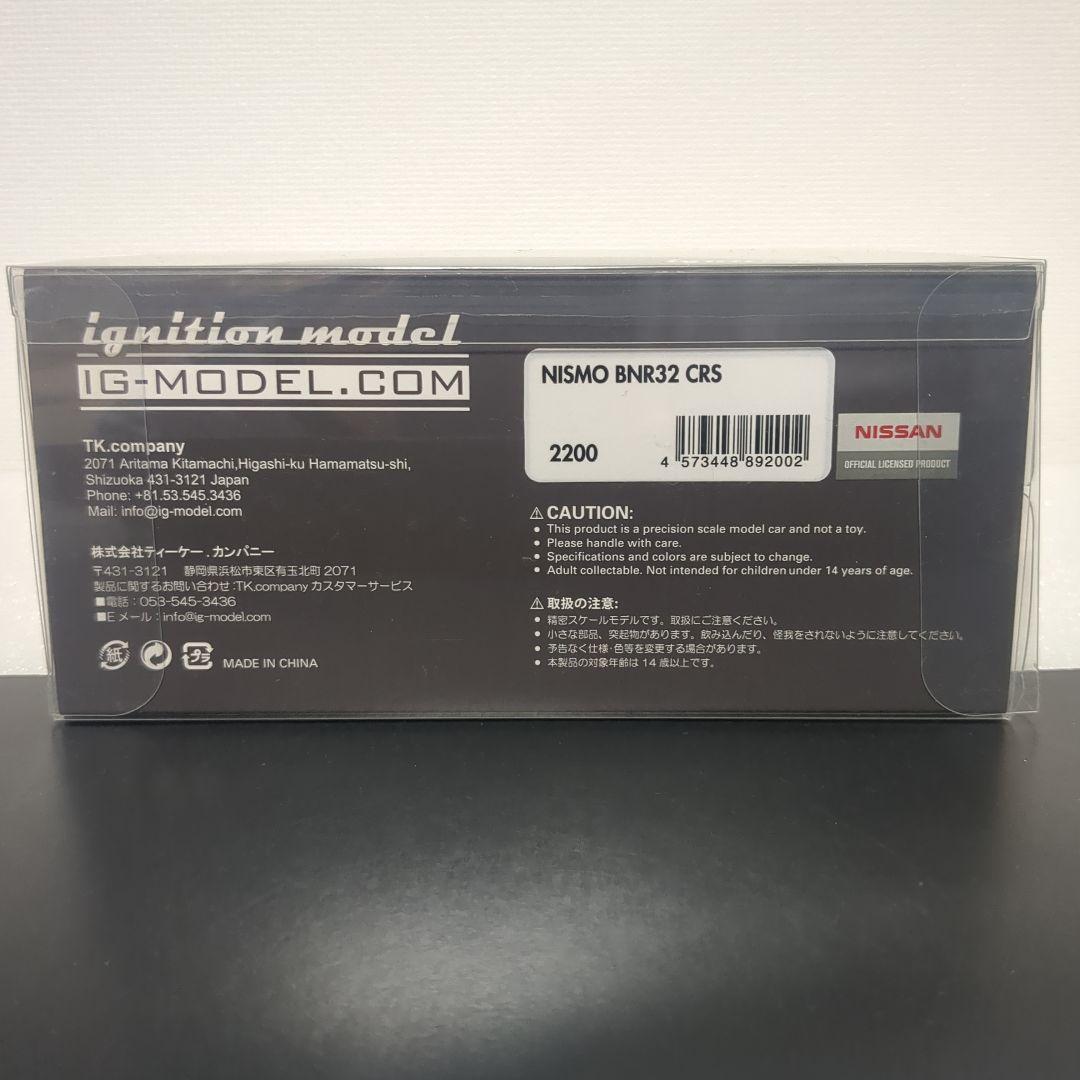 ignition model
IG-MODEL.COM
TK.company
2071 Aritama Kitamachi,Higashi-ku Hamamatsu-shi,
Shizuoka 431-3121 Japan
Phone: +81.53.545.3436
Mail: info@ig-model.com
株式会社ティーケー.カンパニー
〒431-3121 静岡県浜松市東区有玉北町 2071
製品に関するお問い合わせ:TK.company カスタマーサービス
■電話:053-545-3436
■Eメール:info@ig-model.com
紙 プラ MADE IN CHINA
NISMO BNR32 CRS
2200
4 573448 892002
NISSAN
OFFICIAL LICENSED PRODUCT
⚠ CAUTION:
• This product is a precision scale model car and not a toy.
• Please handle with care.
• Specifications and colors are subject to change.
• Adult collectable. Not intended for children under 14 years of age.
⚠ 取扱の注意:
• 精密スケールモデルです。取扱にご注意ください。
• 小さな部品、突起物があります。飲み込んだり、怪我をされないように注意してください。
• 予告なく仕様・色等を変更する場合があります。
• 本製品の対象年齢は 14 歳以上です。